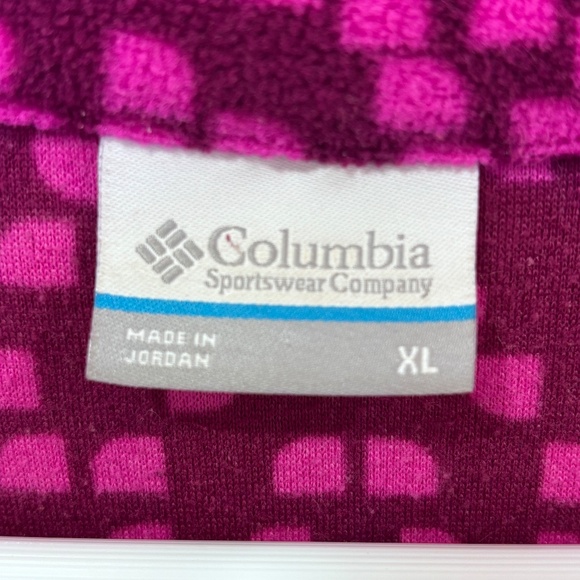 Columbia
Sportswear Company
MADE IN
JORDAN
XL